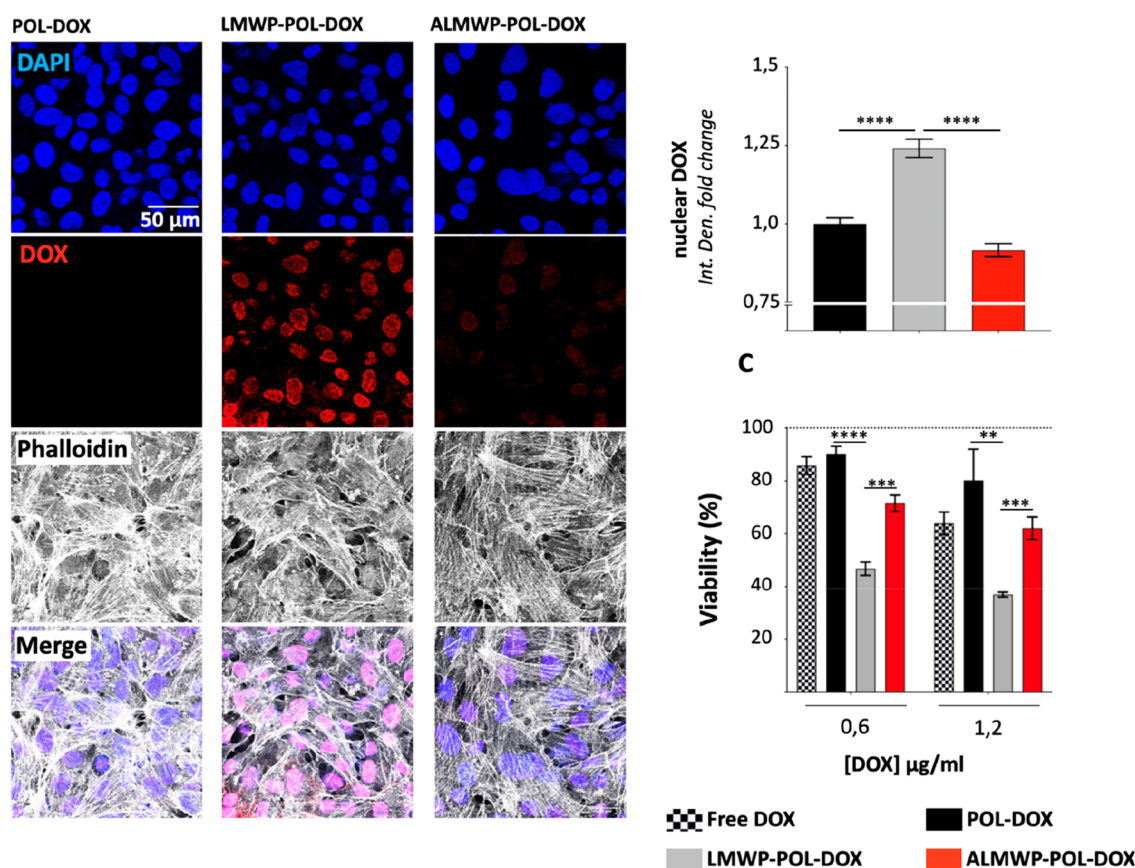 POL-DOX
LMWP-POL-DOX
ALMWP-POL-DOX
DAPI
50 µm
DOX
Phalloidin
Merge
nuclear DOX
Int. Den. fold change
1,5
1,25
1,0
0,75
**** ****
C
Viability (%)
100
80
60
40
20
**** ***
** ***
0,6 1,2
[DOX] µg/ml
Free DOX
POL-DOX
LMWP-POL-DOX
ALMWP-POL-DOX